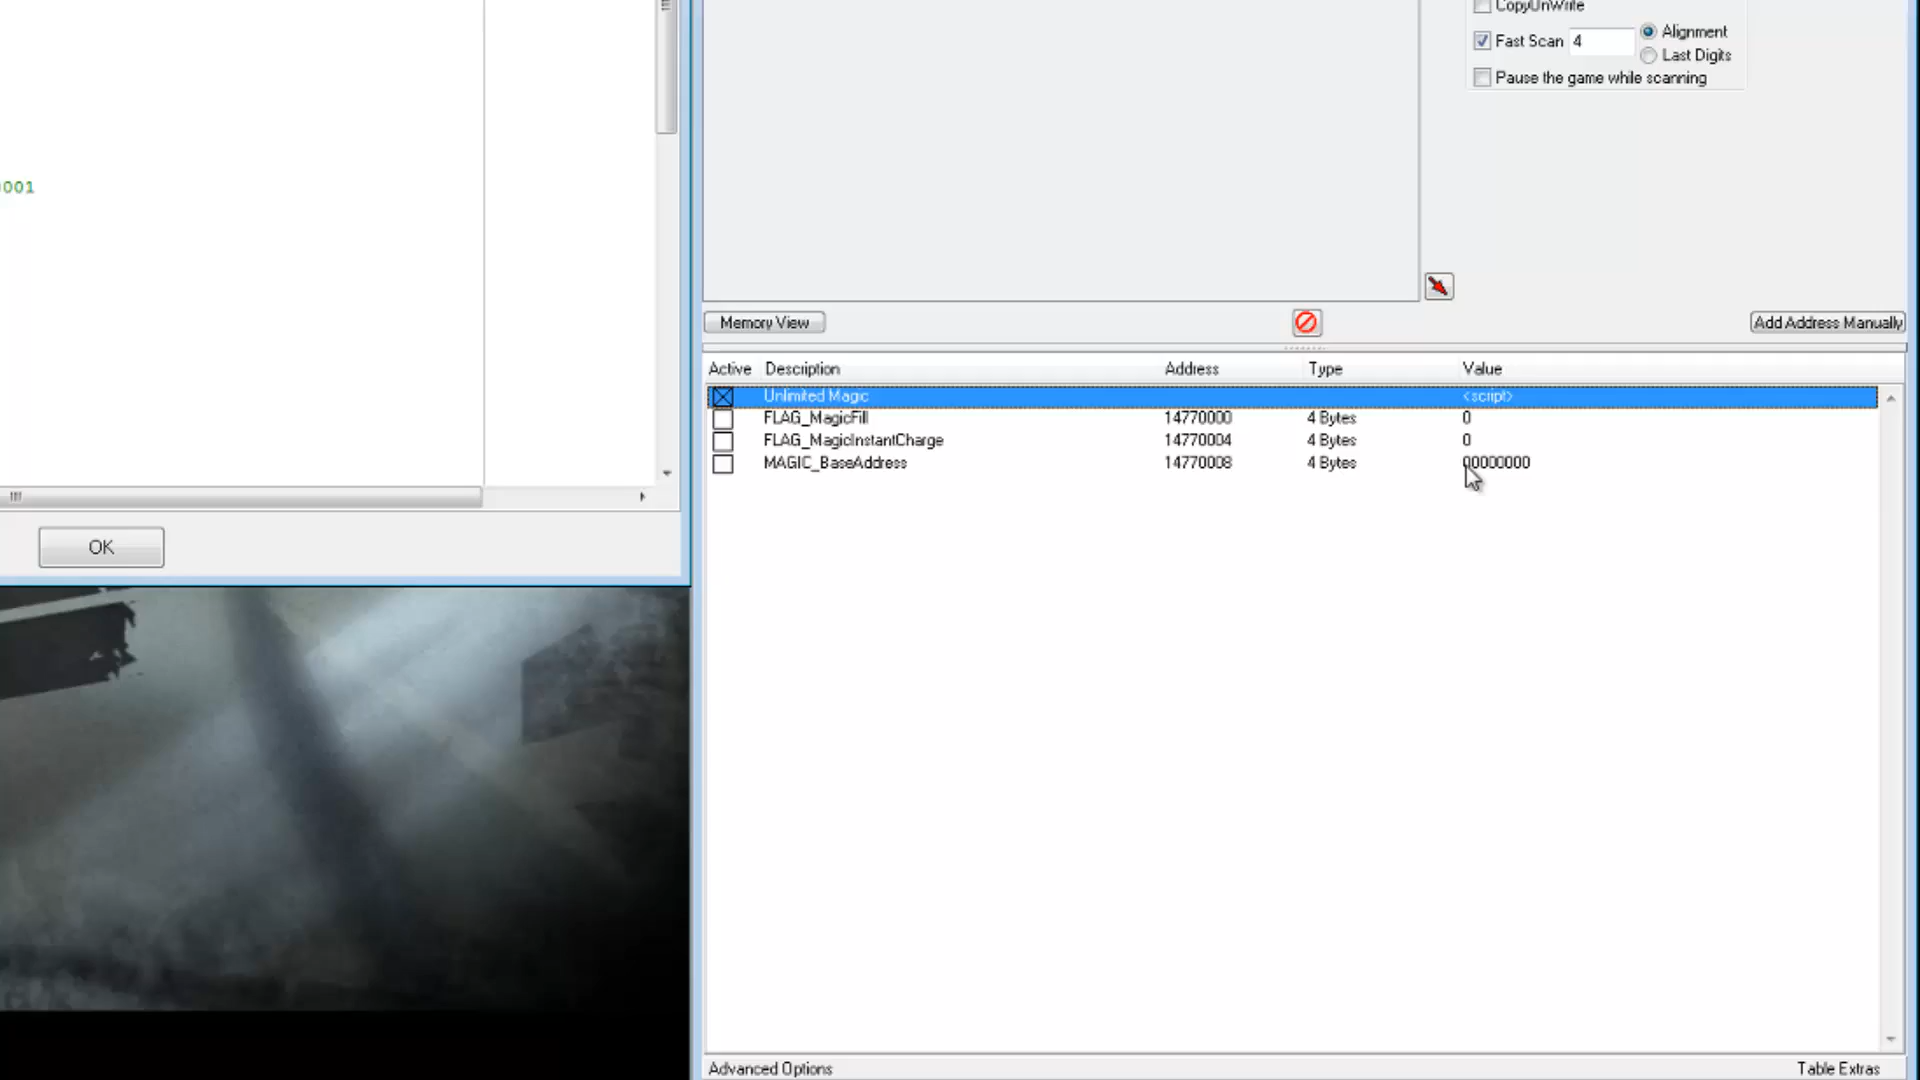 CopyOnWrite
Fast Scan 4
Alignment
Last Digits
Pause the game while scanning
001
Memory View
Add Address Manually
Active Description Address Type Value
Unlimited Magic <script>
FLAG_MagicFill 14770000 4 Bytes 0
FLAG_MagicInstantCharge 14770004 4 Bytes 0
MAGIC_BaseAddress 14770008 4 Bytes 00000000
OK
Advanced Options
Table Extras